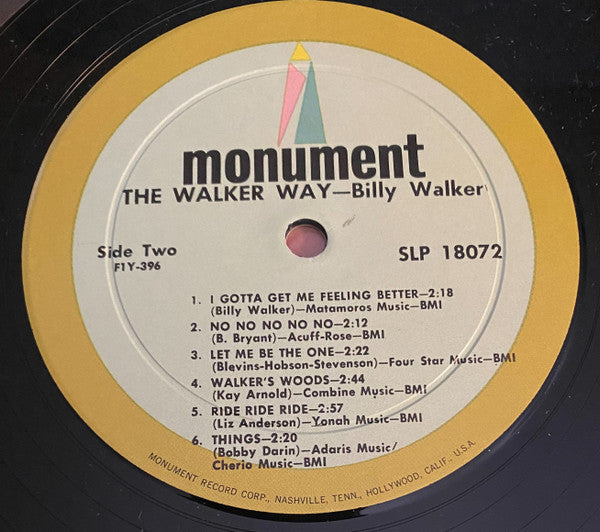 monument
THE WALKER WAY—Billy Walker
Side Two
F1Y-396
SLP 18072
1. I GOTTA GET ME FEELING BETTER—2:18
(Billy Walker)—Matamoros Music—BMI
2. NO NO NO NO NO—2:12
(B. Bryant)—Acuff-Rose—BMI
3. LET ME BE THE ONE—2:22
(Blevins-Hobson-Stevenson)—Four Star Music—BMI
4. WALKER'S WOODS—2:44
(Kay Arnold)—Combine Music—BMI
5. RIDE RIDE RIDE—2:57
(Liz Anderson)—Yonah Music—BMI
6. THINGS—2:20
(Bobby Darin)—Adaris Music/
Cherio Music—BMI
MONUMENT RECORD CORP., NASHVILLE, TENN., HOLLYWOOD, CALIF., U.S.A.